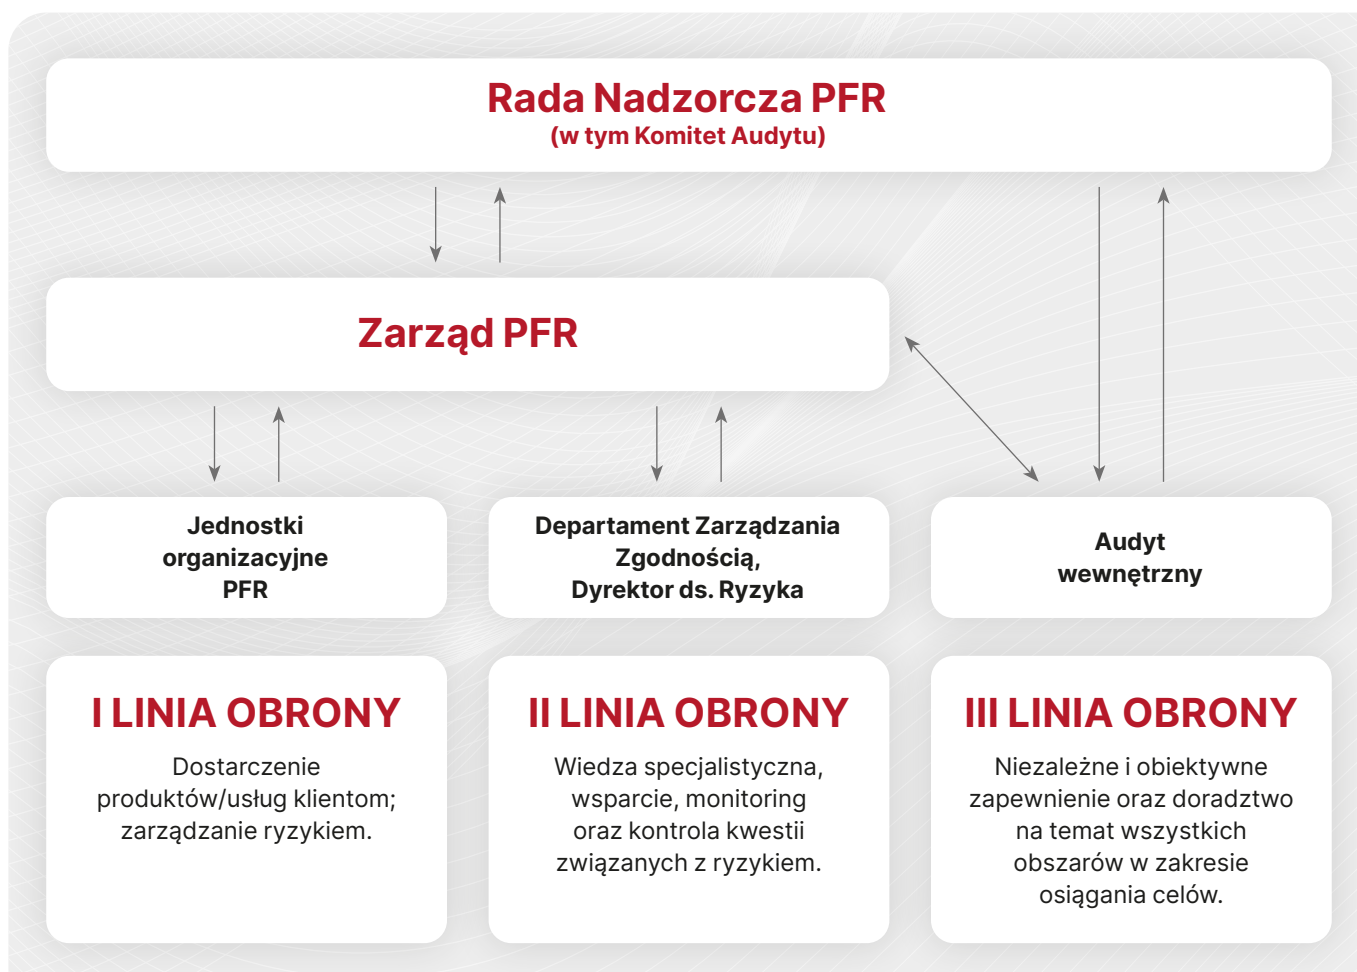 Rada Nadzorcza PFR
(w tym Komitet Audytu)
Zarząd PFR
Jednostki
organizacyjne
PFR
Departament Zarządzania
Zgodnością,
Dyrektor ds. Ryzyka
Audyt
wewnętrzny
I LINIA OBRONY
Dostarczenie
produktów/usług klientom;
zarządzanie ryzykiem.
II LINIA OBRONY
Wiedza specjalistyczna,
wsparcie, monitoring
oraz kontrola kwestii
związanych z ryzykiem.
III LINIA OBRONY
Niezależne i obiektywne
zapewnienie oraz doradztwo
na temat wszystkich
obszarów w zakresie
osiągania celów.